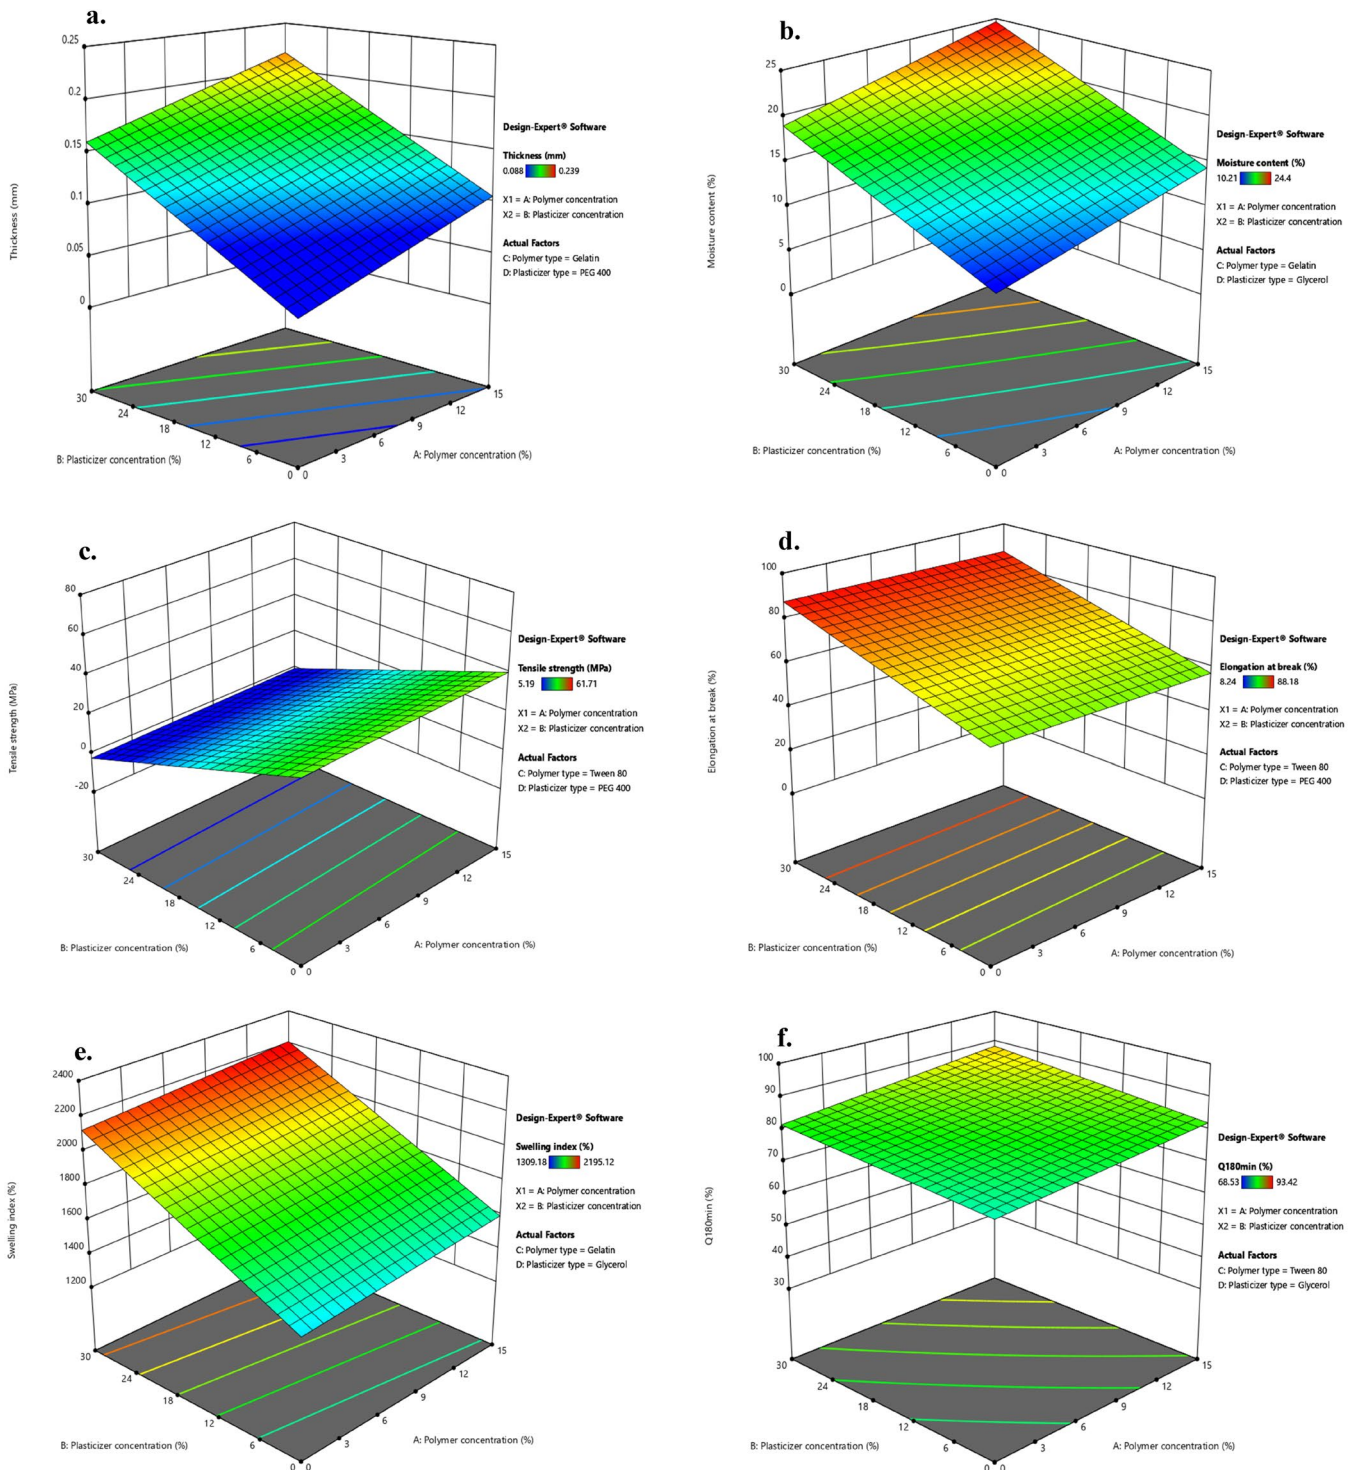 a.
0.25
0.2
0.15
0.1
0.05
0
Thickness (mm)
30
24
18
12
6
0
0
3
6
9
12
15
B: Plasticizer concentration (%)
A: Polymer concentration (%)
Design-Expert® Software
Thickness (mm)
0.088 0.239
X1 = A: Polymer concentration
X2 = B: Plasticizer concentration
Actual Factors
C: Polymer type = Gelatin
D: Plasticizer type = PEG 400
b.
25
20
15
10
5
0
Moisture content (%)
30
24
18
12
6
0
0
3
6
9
12
15
B: Plasticizer concentration (%)
A: Polymer concentration (%)
Design-Expert® Software
Moisture content (%)
10.21 24.4
X1 = A: Polymer concentration
X2 = B: Plasticizer concentration
Actual Factors
C: Polymer type = Gelatin
D: Plasticizer type = Glycerol
c.
80
60
40
20
0
-20
Tensile strength (MPa)
30
24
18
12
6
0
0
3
6
9
12
15
B: Plasticizer concentration (%)
A: Polymer concentration (%)
Design-Expert® Software
Tensile strength (MPa)
5.19 61.71
X1 = A: Polymer concentration
X2 = B: Plasticizer concentration
Actual Factors
C: Polymer type = Tween 80
D: Plasticizer type = PEG 400
d.
100
80
60
40
20
0
Elongation at break (%)
30
24
18
12
6
0
0
3
6
9
12
15
B: Plasticizer concentration (%)
A: Polymer concentration (%)
Design-Expert® Software
Elongation at break (%)
8.24 88.18
X1 = A: Polymer concentration
X2 = B: Plasticizer concentration
Actual Factors
C: Polymer type = Tween 80
D: Plasticizer type = PEG 400
e.
2400
2200
2000
1800
1600
1400
1200
Swelling index (%)
30
24
18
12
6
0
0
3
6
9
12
15
B: Plasticizer concentration (%)
A: Polymer concentration (%)
Design-Expert® Software
Swelling index (%)
1309.18 2195.12
X1 = A: Polymer concentration
X2 = B: Plasticizer concentration
Actual Factors
C: Polymer type = Gelatin
D: Plasticizer type = Glycerol
f.
100
90
80
70
60
50
40
30
Q180min (%)
30
24
18
12
6
0
0
3
6
9
12
15
B: Plasticizer concentration (%)
A: Polymer concentration (%)
Design-Expert® Software
Q180min (%)
68.53 93.42
X1 = A: Polymer concentration
X2 = B: Plasticizer concentration
Actual Factors
C: Polymer type = Tween 80
D: Plasticizer type = Glycerol